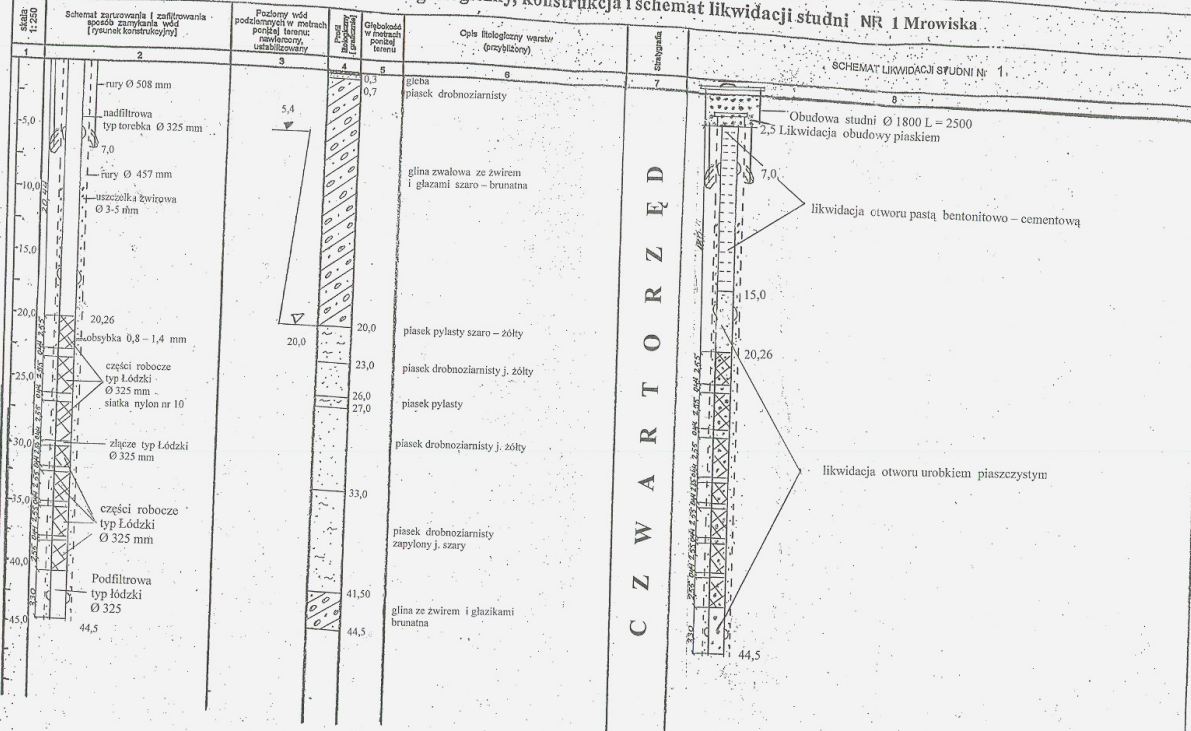 konstrukcja i schemat likwidacji studni NR 1 Mrowiska
skala
1:250
Schemat zarurowania i zafiltrowania
sposób zamykania wód
[rysunek konstrukcyjny]
Poziomy wód
podziemnych w metrach
poniżej terenu:
nawiercony,
ustabilizowany
Profil
litologiczny
Głębokość
w metrach
poniżej
terenu
Opis litologiczny warstw
(przybliżony)
Stratygrafia
SCHEMAT LIKWIDACJI STUDNI Nr 1
1
2
3
4
5
6
7
8
-5,0
-10,0
-15,0
-20,0
-25,0
-30,0
-35,0
-40,0
-45,0
rury Ø 508 mm
nadfiltrowa
typ torebka Ø 325 mm
7,0
rury Ø 457 mm
uszczelka żwirowa
Ø 3-5 mm
20,26
obsybka 0,8 – 1,4 mm
części robocze
typ Łódzki
Ø 325 mm
siatka nylon nr 10
złącze typ Łódzki
Ø 325 mm
części robocze
typ Łódzki
Ø 325 mm
Podfiltrowa
typ łódzki
Ø 325
44,5
5,4
20,0
0,3
0,7
20,0
23,0
26,0
27,0
33,0
41,50
44,5
gleba
piasek drobnoziarnisty
glina zwałowa ze żwirem
i głazami szaro – brunatna
piasek pylasty szaro – żółty
piasek drobnoziarnisty j. żółty
piasek pylasty
piasek drobnoziarnisty j. żółty
piasek drobnoziarnisty
zapylony j. szary
glina ze żwirem i głazikami
brunatna
CZWARTORZĘD
Obudowa studni Ø 1800 L = 2500
2,5 Likwidacja obudowy piaskiem
7,0
likwidacja otworu pastą bentonitowo – cementową
15,0
20,26
likwidacja otworu urobkiem piaszczystym
44,5